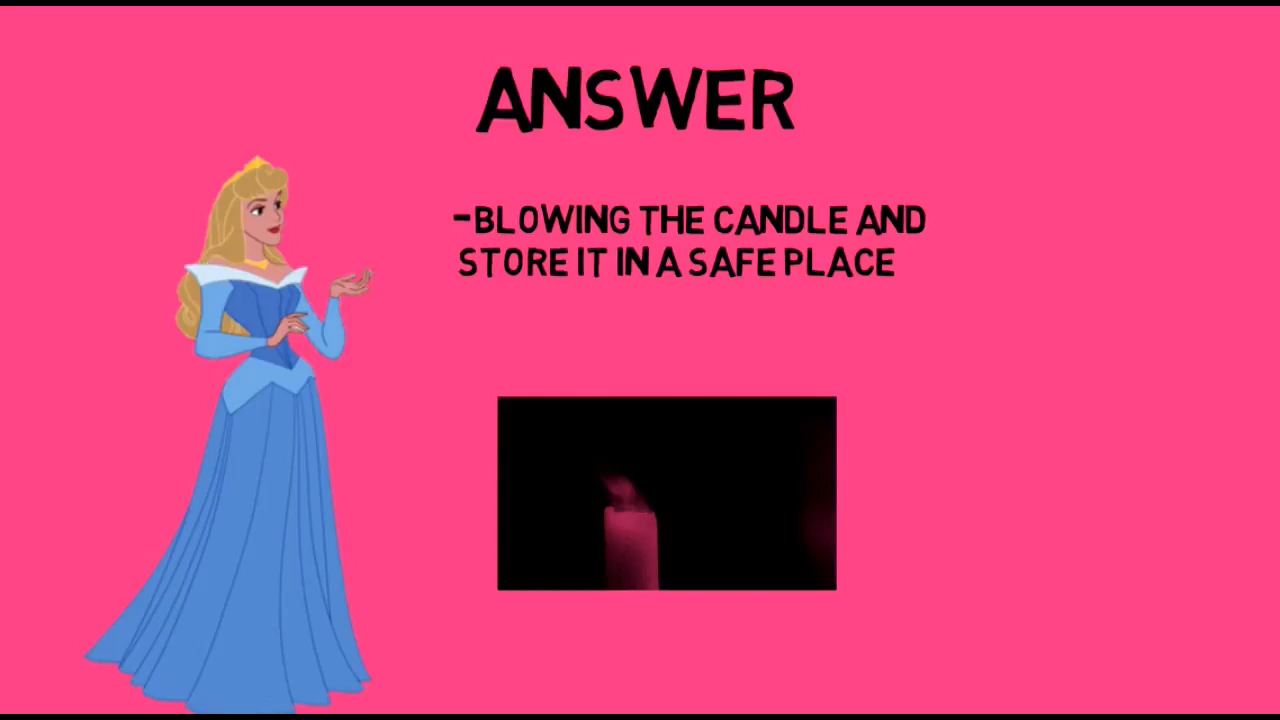 ANSWER
-BLOWING THE CANDLE AND
STORE IT IN A SAFE PLACE